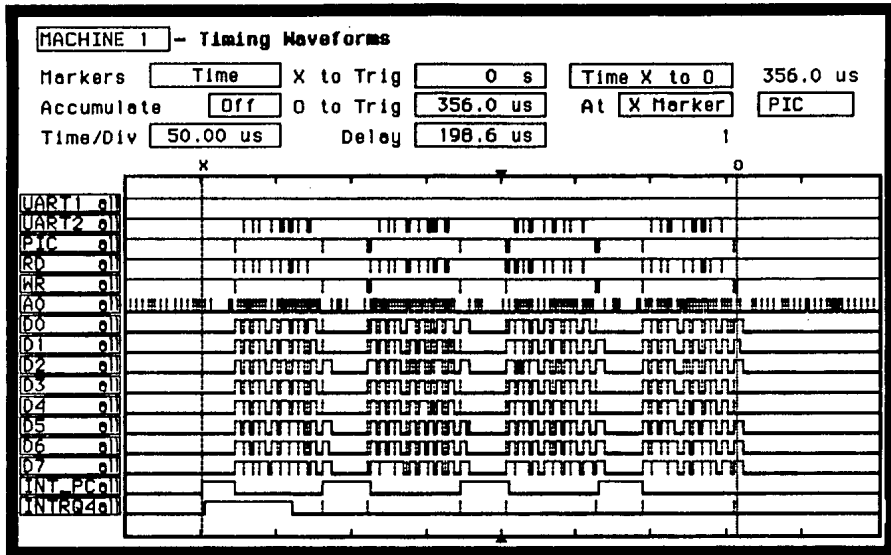 MACHINE 1 - Timing Waveforms
Markers Time X to Trig 0 s Time X to O 356.0 us
Accumulate Off O to Trig 356.0 us At X Marker PIC
Time/Div 50.00 us Delay 198.6 us 1
X O
UART1 all
UART2 all
PIC all
RD all
WR all
A0 all
D0 all
D1 all
D2 all
D3 all
D4 all
D5 all
D6 all
D7 all
INT_PC all
INTRQ4 all